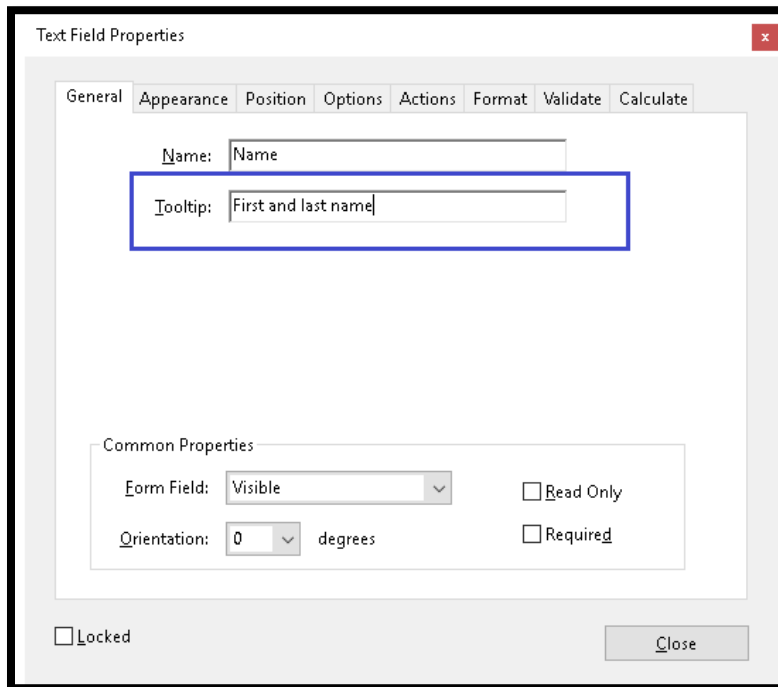 Text Field Properties
x
General Appearance Position Options Actions Format Validate Calculate
Name: Name
Tooltip: First and last name
Common Properties
Form Field: Visible
Read Only
Orientation: 0 degrees
Required
Locked
Close